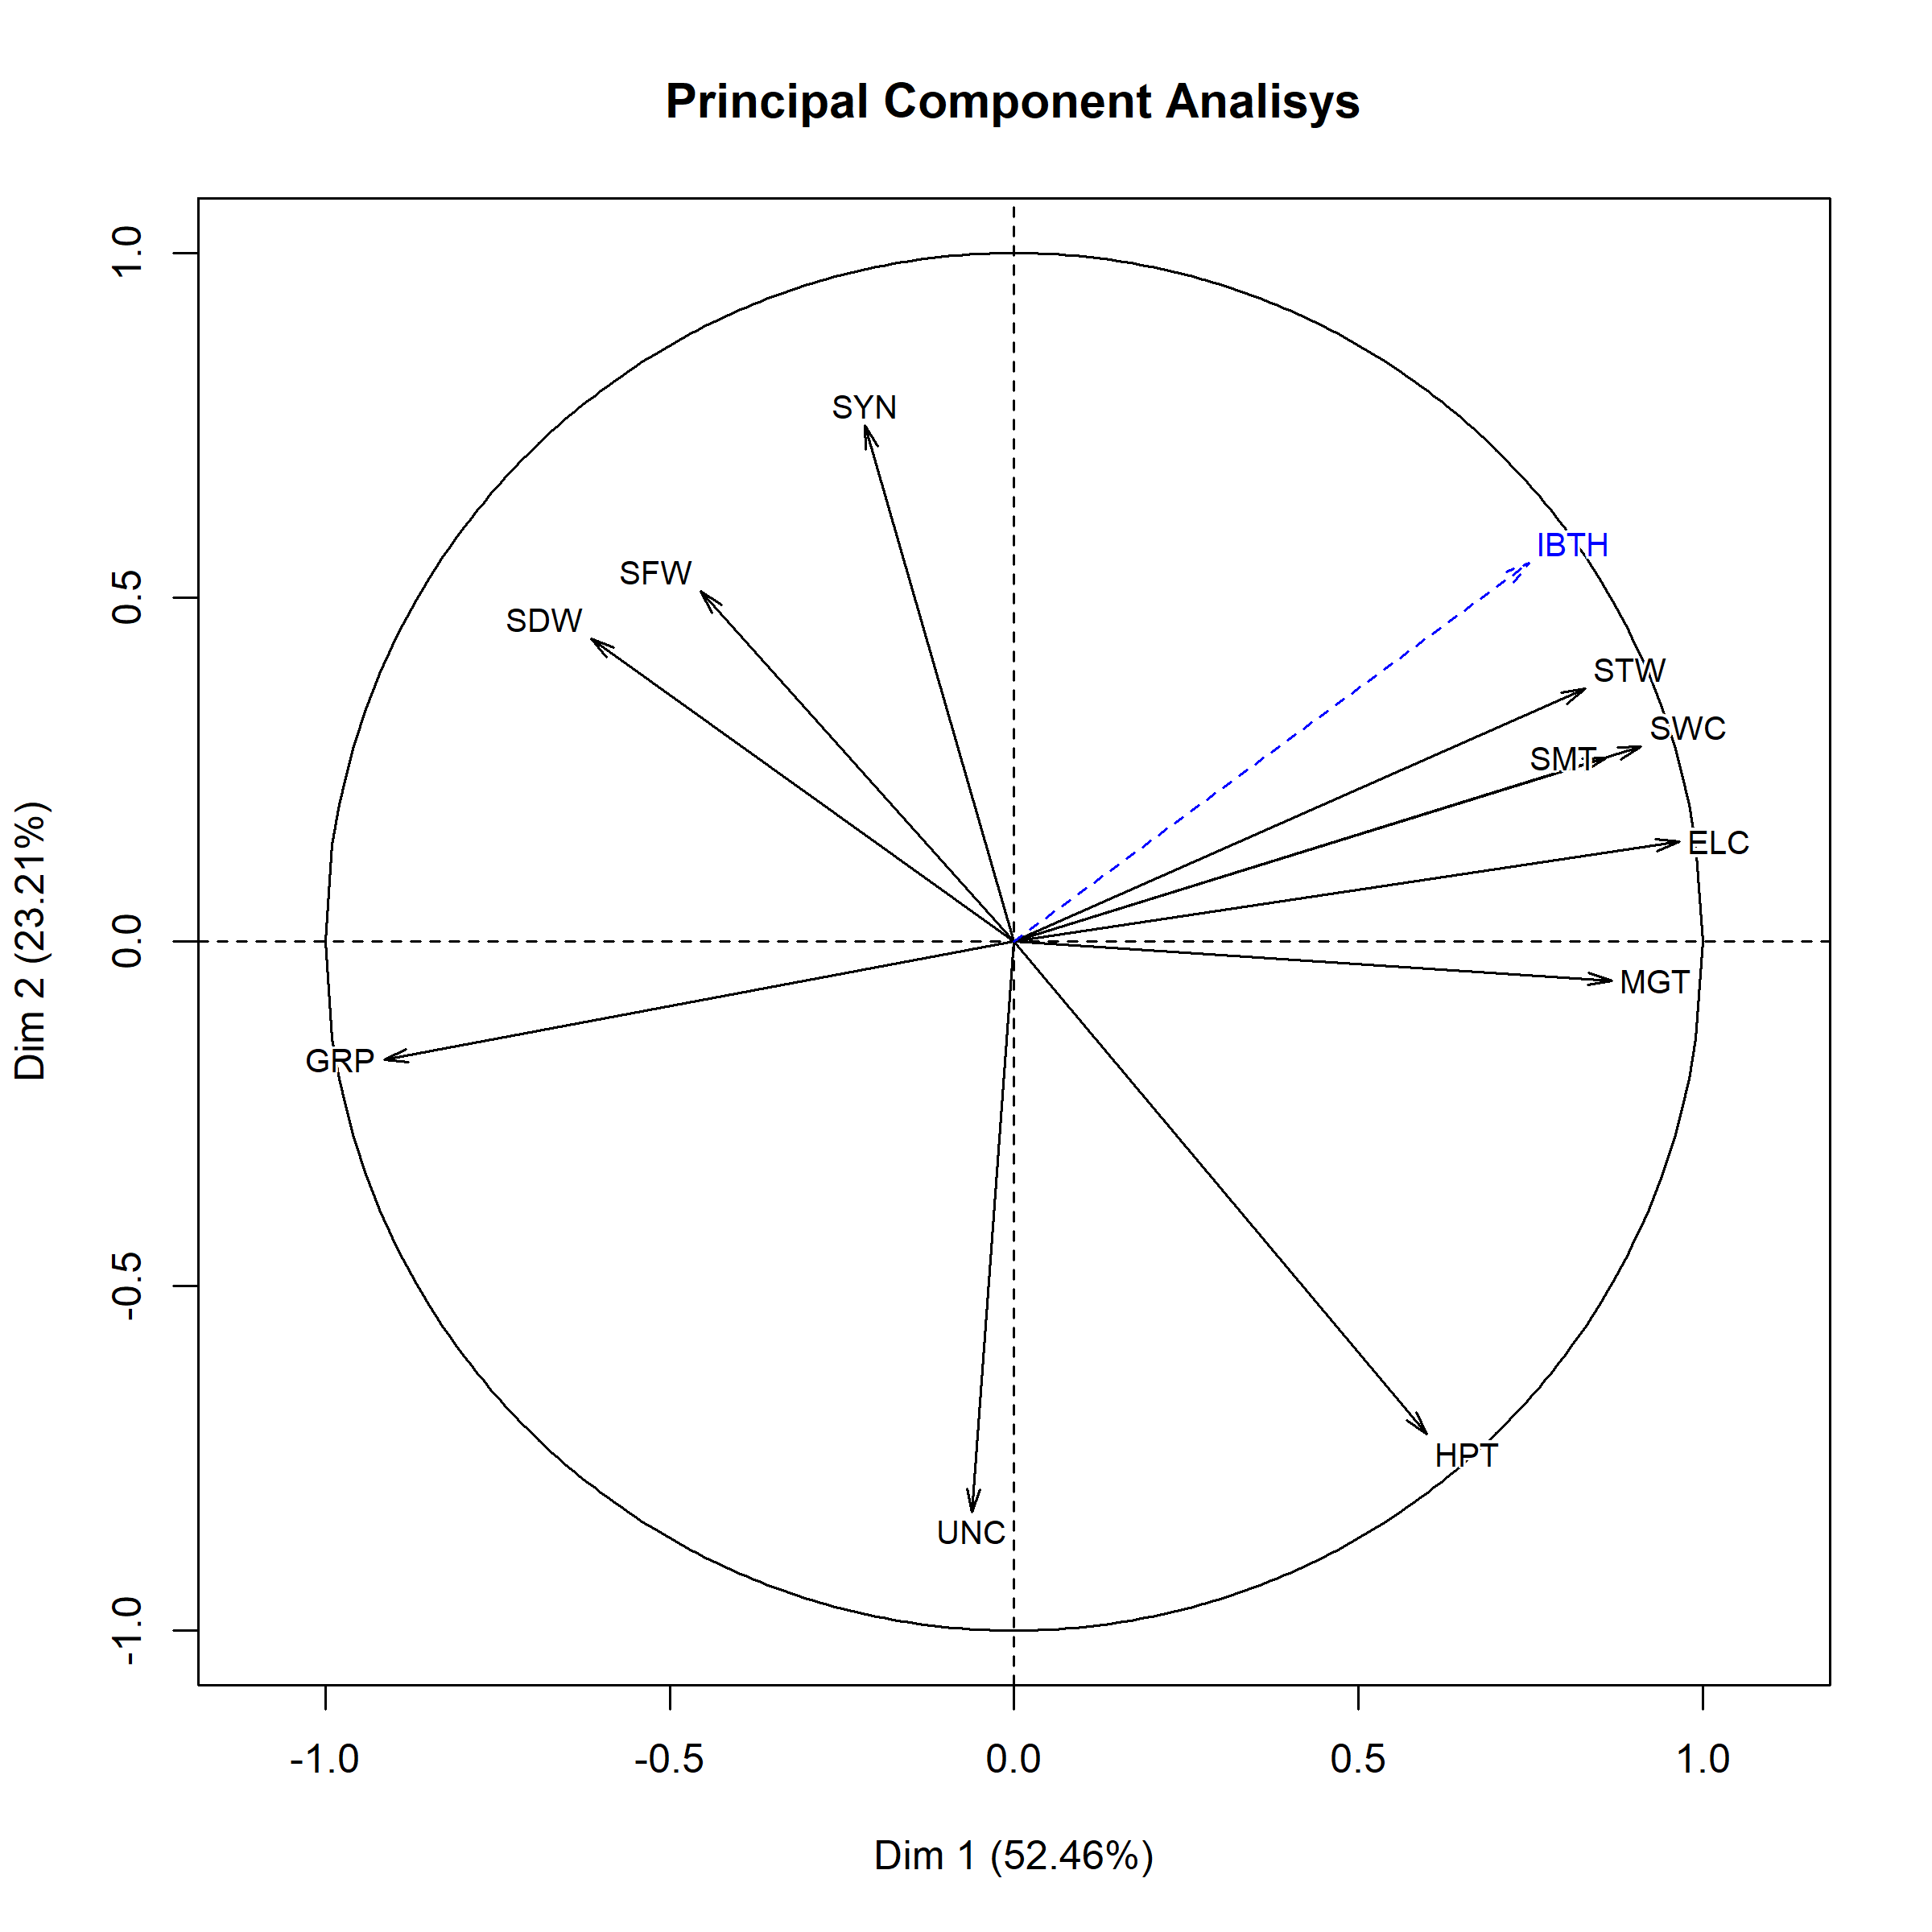 Principal Component Analisys
1.0
0.5
0.0
-0.5
-1.0
Dim 2 (23.21%)
SYN
SFW
SDW
IBTH
STW
SWC
SMT
ELC
MGT
GRP
HPT
UNC
-1.0
-0.5
0.0
0.5
1.0
Dim 1 (52.46%)